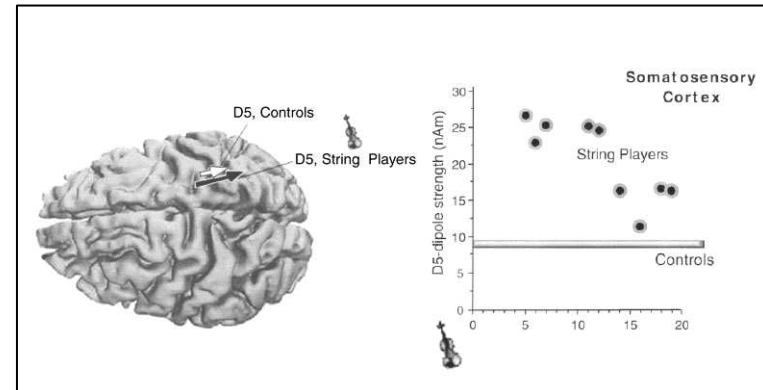 D5, Controls
D5, String Players
Somatosensory
Cortex
D5-dipole strength (nAm)
30
25
20
15
10
5
0
String Players
Controls
0
5
10
15
20